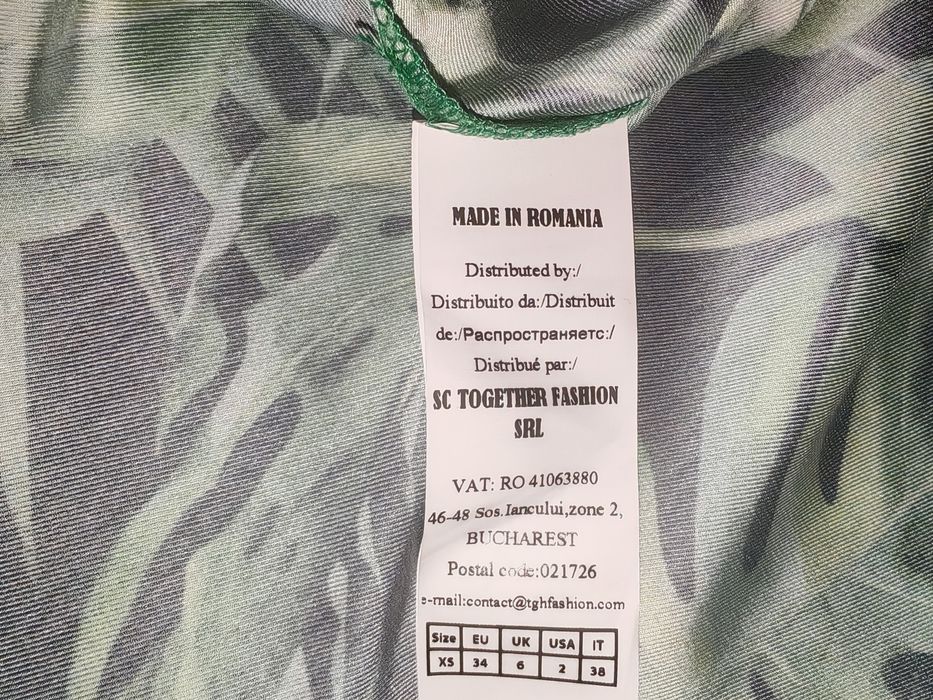 MADE IN ROMANIA
Distributed by:/
Distribuito da:/Distribuit
de:/Распространяетс:/
Distribué par:/
SC TOGETHER FASHION
SRL
VAT: RO 41063880
46-48 Sos.Iancului,zone 2,
BUCHAREST
Postal code:021726
e-mail:contact@tghfashion.com
Size EU UK USA IT
XS 34 6 2 38